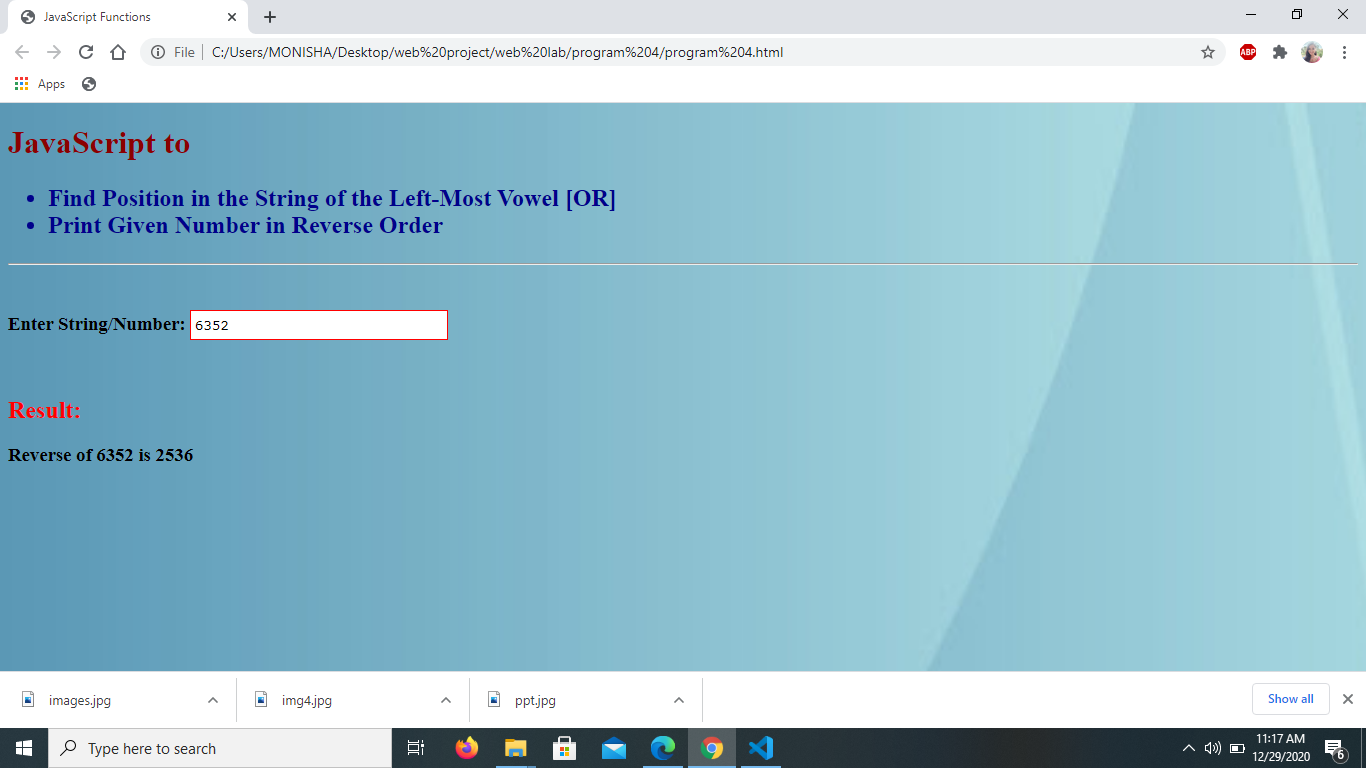 JavaScript Functions
File
C:/Users/MONISHA/Desktop/web%20project/web%20lab/program%204/program%204.html
ABP
Apps
JavaScript to
• Find Position in the String of the Left-Most Vowel [OR]
• Print Given Number in Reverse Order
Enter String/Number: 6352
Result:
Reverse of 6352 is 2536
images.jpg
img4.jpg
ppt.jpg
Show all
Type here to search
11:17 AM
12/29/2020
6